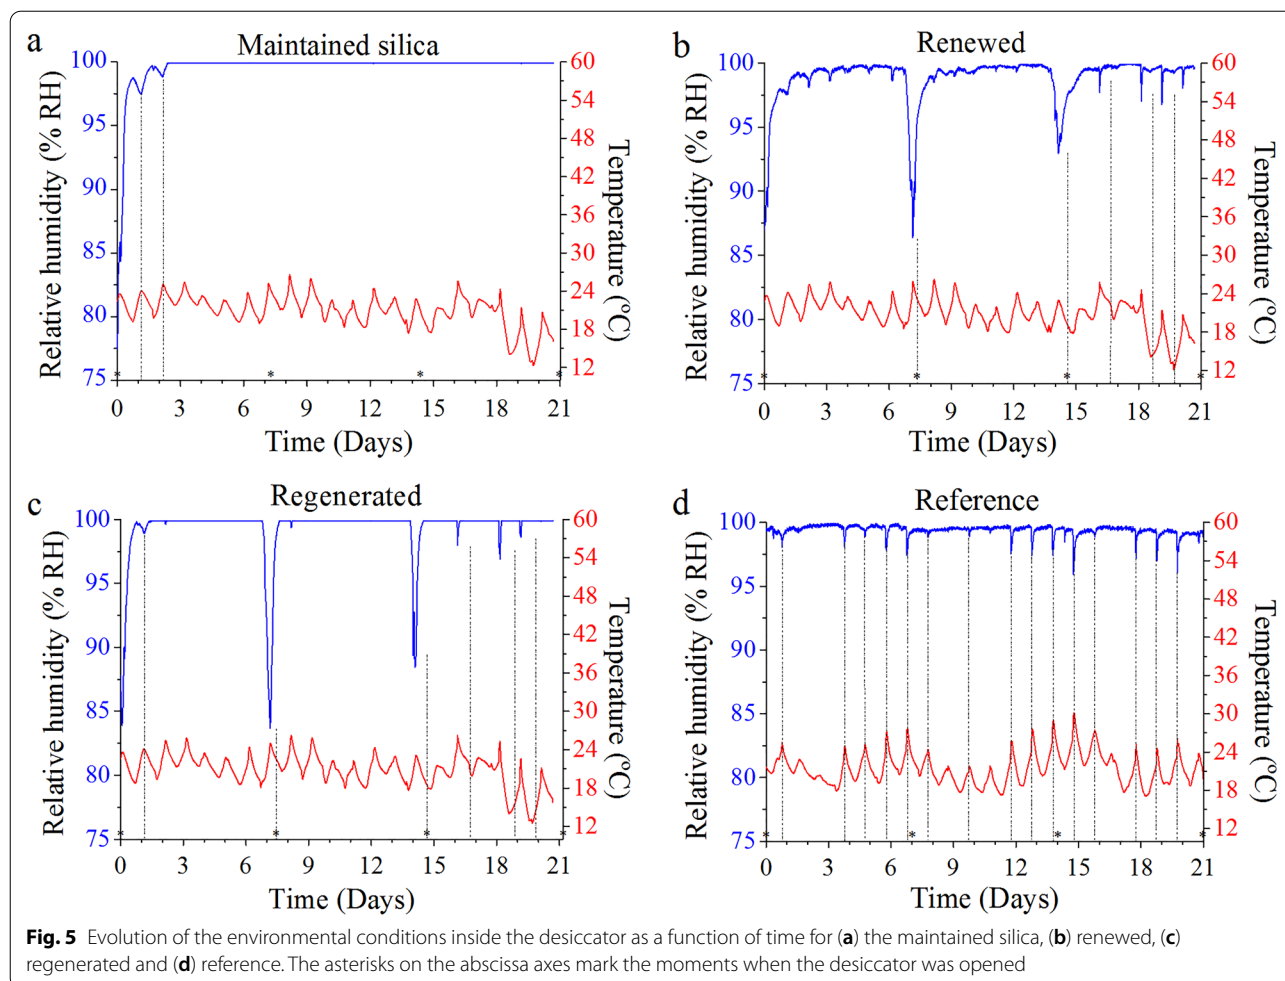 a
Maintained silica
100
95
90
85
80
75
Relative humidity (% RH)
60
54
48
42
36
30
24
18
12
Temperature (ºC)
* * * *
0 3 6 9 12 15 18 21
Time (Days)
b
Renewed
100
95
90
85
80
75
Relative humidity (% RH)
60
54
48
42
36
30
24
18
12
Temperature (ºC)
* * * *
0 3 6 9 12 15 18 21
Time (Days)
c
Regenerated
100
95
90
85
80
75
Relative humidity (% RH)
60
54
48
42
36
30
24
18
12
Temperature (ºC)
* * * *
0 3 6 9 12 15 18 21
Time (Days)
d
Reference
100
95
90
85
80
75
Relative humidity (% RH)
60
54
48
42
36
30
24
18
12
Temperature (ºC)
* * * *
0 3 6 9 12 15 18 21
Time (Days)
Fig. 5 Evolution of the environmental conditions inside the desiccator as a function of time for (a) the maintained silica, (b) renewed, (c)
regenerated and (d) reference. The asterisks on the abscissa axes mark the moments when the desiccator was opened